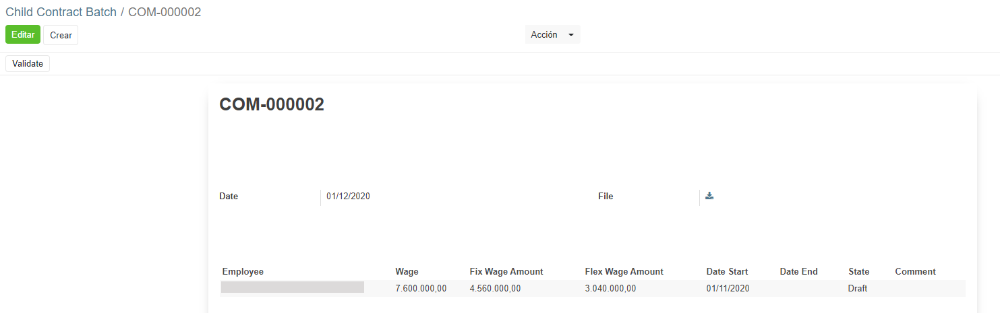 Child Contract Batch / COM-000002
Editar Crear Acción
Validate
COM-000002
Date 01/12/2020 File
Employee Wage Fix Wage Amount Flex Wage Amount Date Start Date End State Comment
7.600.000,00 4.560.000,00 3.040.000,00 01/11/2020 Draft